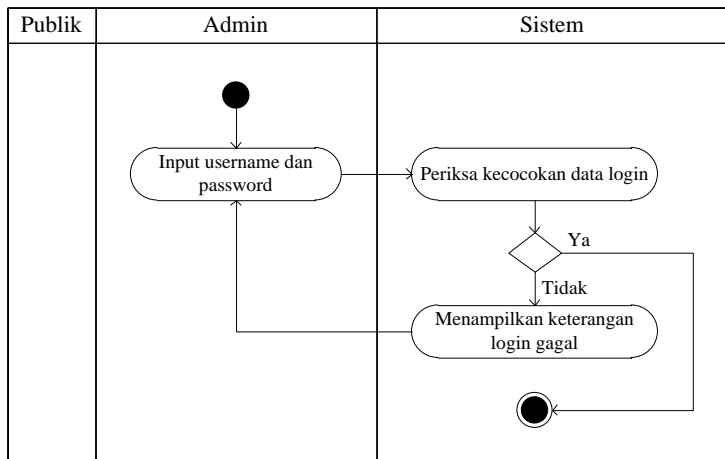 Publik
Admin
Sistem
Input username dan
password
Periksa kecocokan data login
Ya
Tidak
Menampilkan keterangan
login gagal